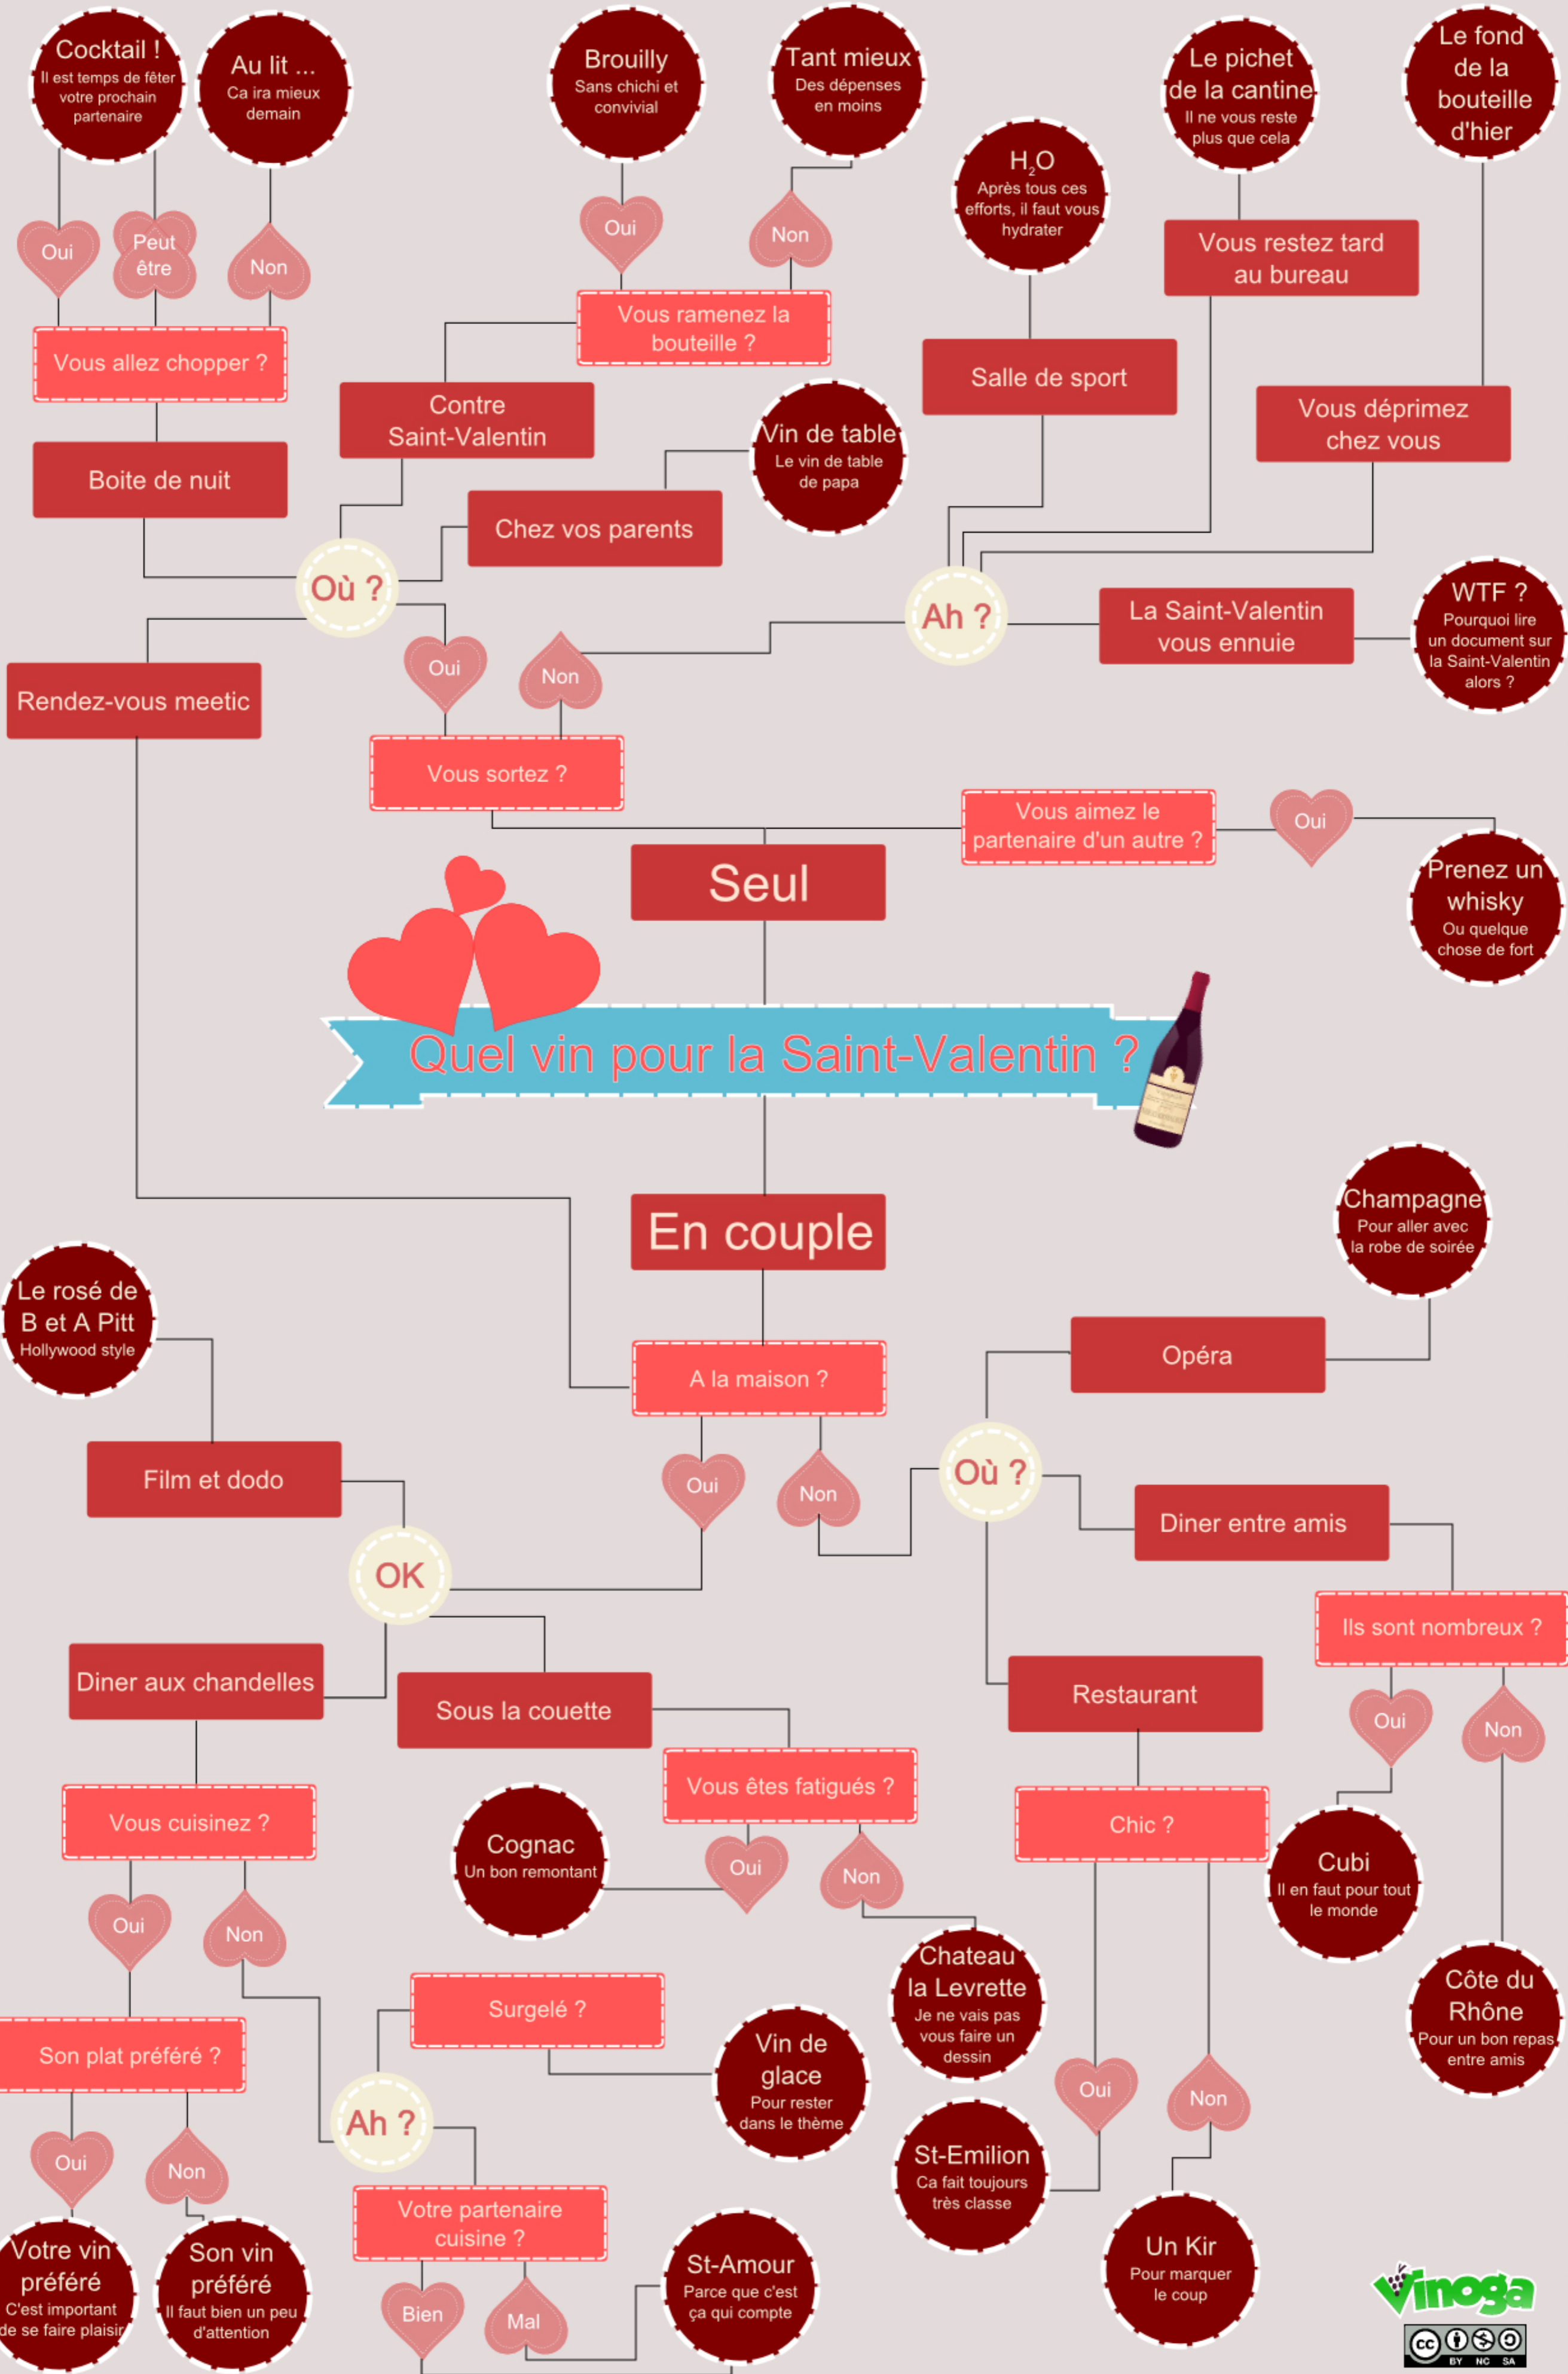 Cocktail !
Il est temps de fêter
votre prochain
partenaire
Au lit ...
Ca ira mieux
demain
Brouilly
Sans chichi et
convivial
Tant mieux
Des dépenses
en moins
H₂O
Après tous ces
efforts, il faut vous
hydrater
Le pichet
de la cantine
Il ne vous reste
plus que cela
Le fond
de la
bouteille
d'hier
Oui
Peut
être
Non
Oui
Non
Vous restez tard
au bureau
Vous allez chopper ?
Vous ramenez la
bouteille ?
Salle de sport
Contre
Saint-Valentin
Vin de table
Le vin de table
de papa
Vous déprimez
chez vous
Boite de nuit
Chez vos parents
Où ?
Ah ?
La Saint-Valentin
vous ennuie
WTF ?
Pourquoi lire
un document sur
la Saint-Valentin
alors ?
Rendez-vous meetic
Oui
Non
Vous sortez ?
Vous aimez le
partenaire d'un autre ?
Oui
Seul
Prenez un
whisky
Ou quelque
chose de fort
Quel vin pour la Saint-Valentin ?
En couple
Champagne
Pour aller avec
la robe de soirée
Le rosé de
B et A Pitt
Hollywood style
A la maison ?
Opéra
Film et dodo
Oui
Non
Où ?
Diner entre amis
OK
Ils sont nombreux ?
Diner aux chandelles
Sous la couette
Restaurant
Oui
Non
Vous êtes fatigués ?
Vous cuisinez ?
Chic ?
Cognac
Un bon remontant
Oui
Non
Cubi
Il en faut pour tout
le monde
Oui
Non
Chateau
la Levrette
Je ne vais pas
vous faire un
dessin
Côte du
Rhône
Pour un bon repas
entre amis
Surgelé ?
Son plat préféré ?
Vin de
glace
Pour rester
dans le thème
Oui
Non
Ah ?
Oui
Non
St-Emilion
Ca fait toujours
très classe
Votre partenaire
cuisine ?
Votre vin
préféré
C'est important
de se faire plaisir
Son vin
préféré
Il faut bien un peu
d'attention
Bien
Mal
St-Amour
Parce que c'est
ça qui compte
Un Kir
Pour marquer
le coup
Vinoga
cc
BY NC SA